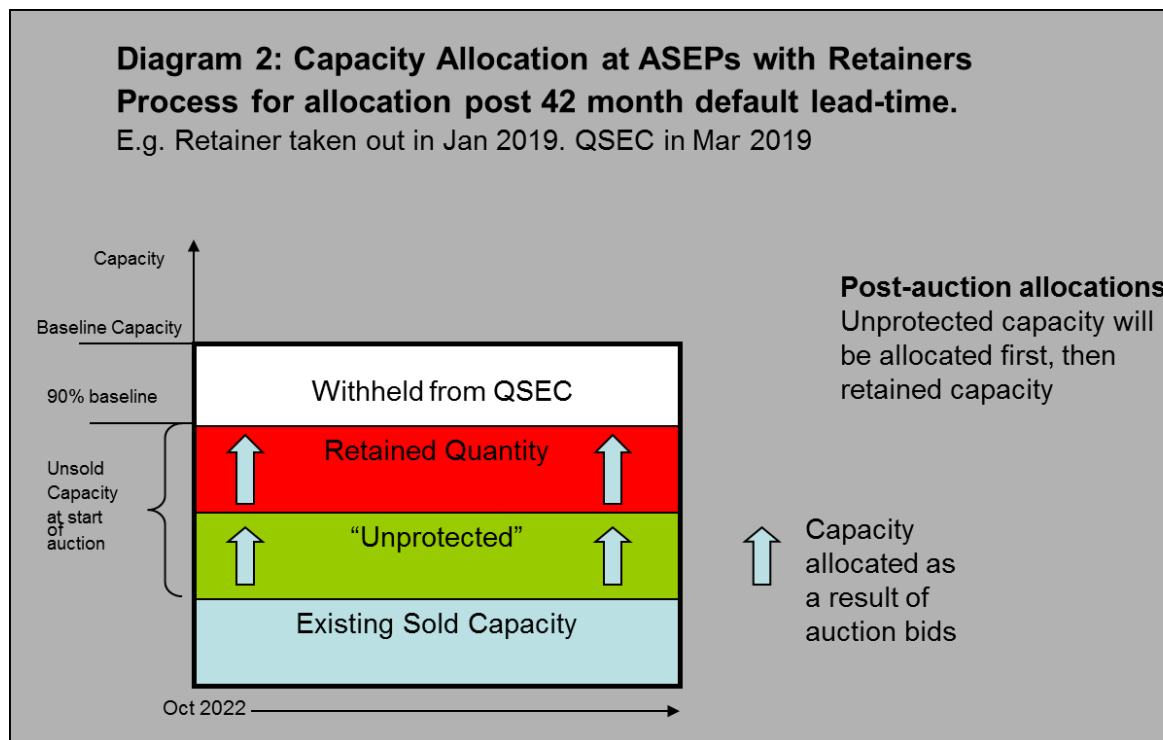 Diagram 2: Capacity Allocation at ASEPs with Retainers
Process for allocation post 42 month default lead-time.
E.g. Retainer taken out in Jan 2019. QSEC in Mar 2019
Capacity
Baseline Capacity
90% baseline
Unsold
Capacity
at start
of
auction
Withheld from QSEC
Retained Quantity
“Unprotected”
Existing Sold Capacity
Oct 2022
Post-auction allocations
Unprotected capacity will
be allocated first, then
retained capacity
Capacity
allocated as
a result of
auction bids